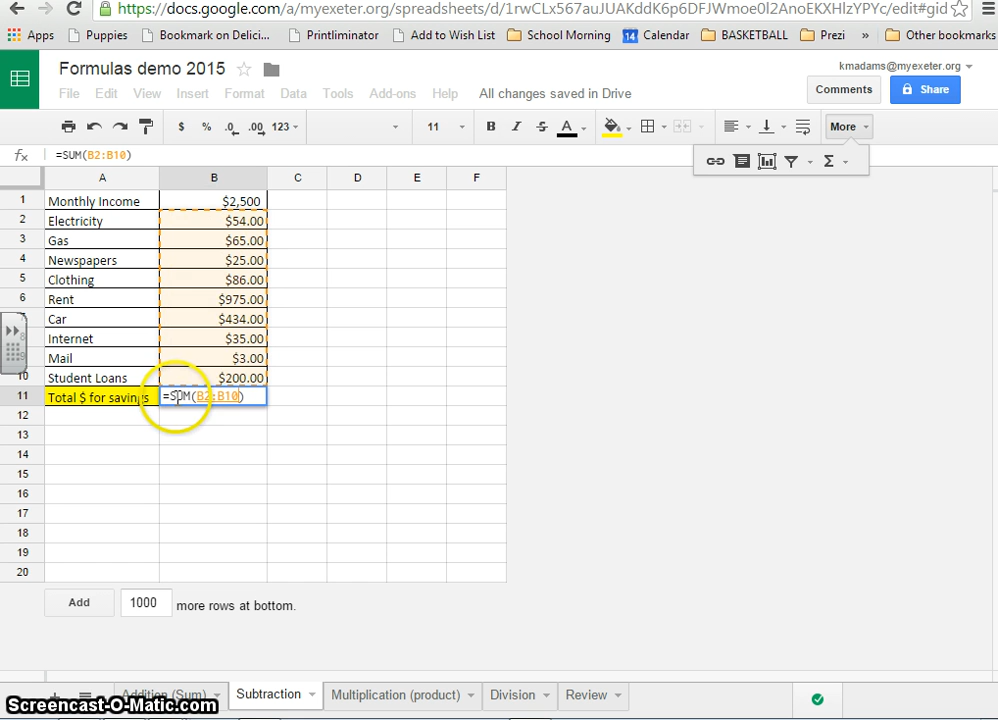 https://docs.google.com/a/myexeter.org/spreadsheets/d/1rwCLx567auJUAKddK6p6DFJWmoe0l2AnoEKXHlzYPYc/edit#gid
Apps Puppies Bookmark on Delici... Printliminator Add to Wish List School Morning 14 Calendar BASKETBALL Prezi » Other bookmarks
Formulas demo 2015
kmadams@myexeter.org
File Edit View Insert Format Data Tools Add-ons Help All changes saved in Drive
Comments Share
$ % .0 .00 123 11 B I S A More
fx =SUM(B2:B10)
Σ
A B C D E F
1 Monthly Income $2,500
2 Electricity $54.00
3 Gas $65.00
4 Newspapers $25.00
5 Clothing $86.00
6 Rent $975.00
7 Car $434.00
8 Internet $35.00
9 Mail $3.00
10 Student Loans $200.00
11 Total $ for savings =SUM(B2:B10)
12
13
14
15
16
17
18
19
20
Add 1000 more rows at bottom.
Addition (Sum) Subtraction Multiplication (product) Division Review
Screencast-O-Matic.com